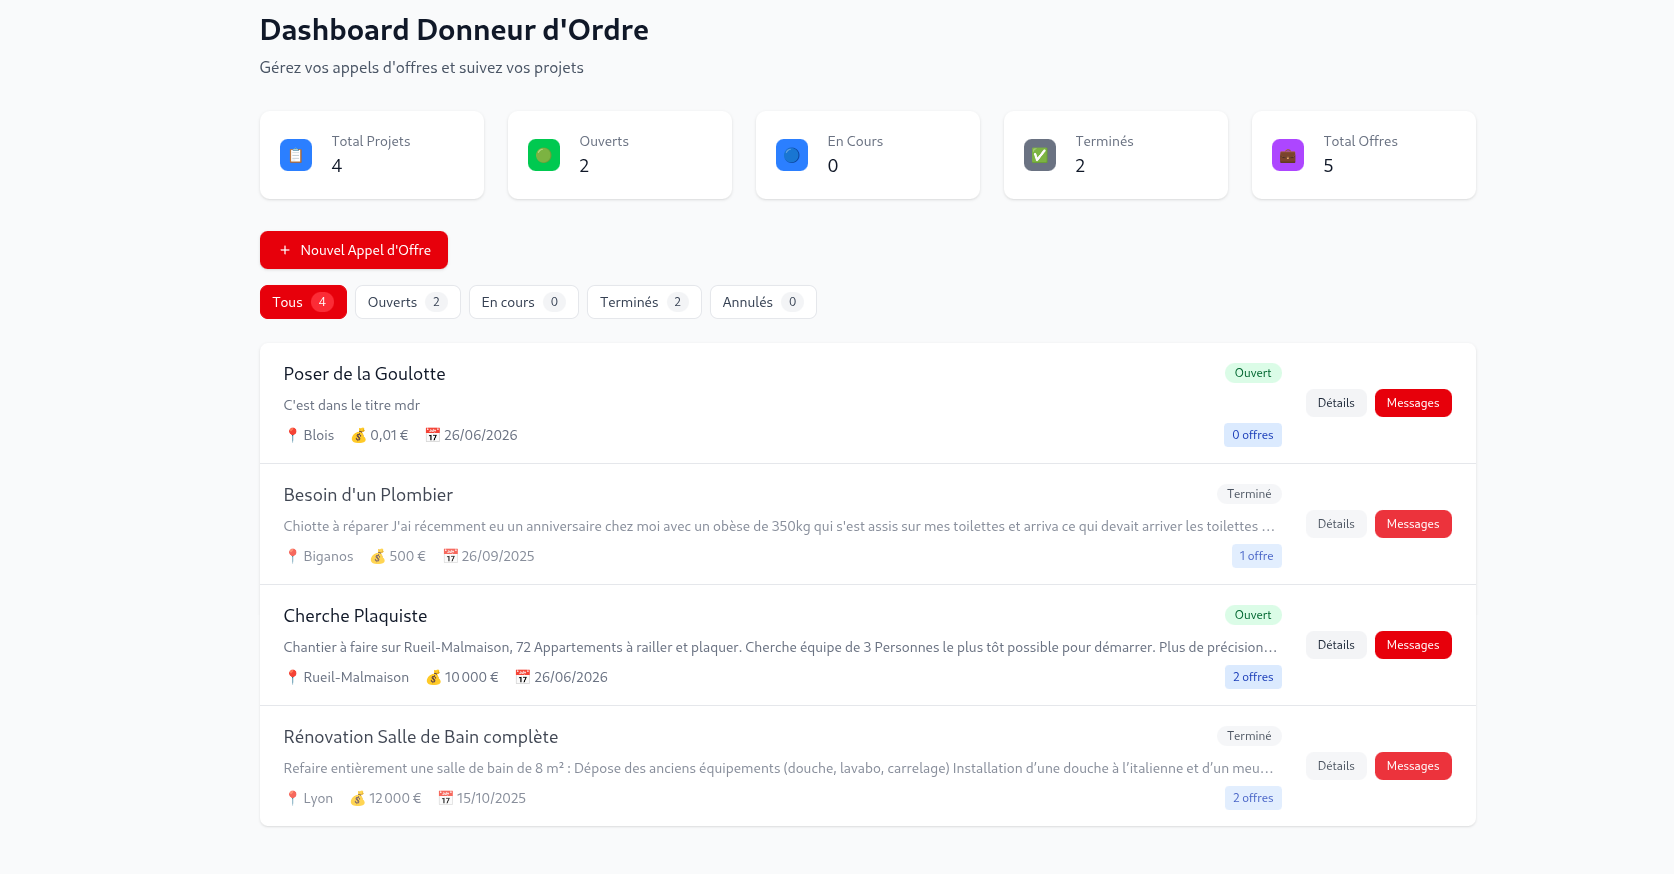 Dashboard Donneur d'Ordre
Gérez vos appels d'offres et suivez vos projets
Total Projets
4
Ouverts
2
En Cours
0
Terminés
2
Total Offres
5
+ Nouvel Appel d'Offre
Tous 4 Ouverts 2 En cours 0 Terminés 2 Annulés 0
Poser de la Goulotte Ouvert
C'est dans le titre mdr
Détails Messages
Blois 0,01 € 26/06/2026 0 offres
Besoin d'un Plombier Terminé
Chiotte à réparer J'ai récemment eu un anniversaire chez moi avec un obèse de 350kg qui s'est assis sur mes toilettes et arriva ce qui devait arriver les toilettes …
Détails Messages
Biganos 500 € 26/09/2025 1 offre
Cherche Plaquiste Ouvert
Chantier à faire sur Rueil-Malmaison, 72 Appartements à railler et plaquer. Cherche équipe de 3 Personnes le plus tôt possible pour démarrer. Plus de précision…
Détails Messages
Rueil-Malmaison 10 000 € 26/06/2026 2 offres
Rénovation Salle de Bain complète Terminé
Refaire entièrement une salle de bain de 8 m² : Dépose des anciens équipements (douche, lavabo, carrelage) Installation d’une douche à l’italienne et d’un meu…
Détails Messages
Lyon 12 000 € 15/10/2025 2 offres